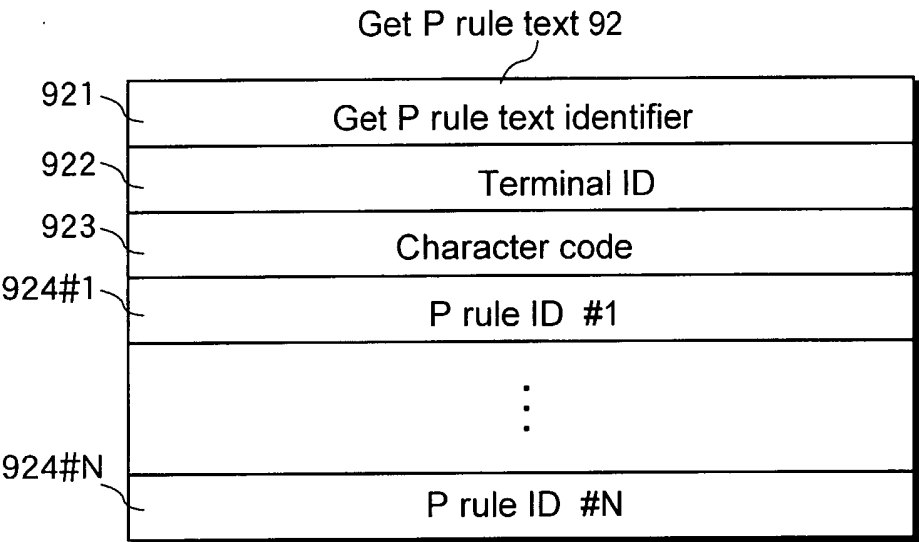 Get P rule text 92
921
Get P rule text identifier
922
Terminal ID
923
Character code
924#1
P rule ID #1
⋮
924#N
P rule ID #N